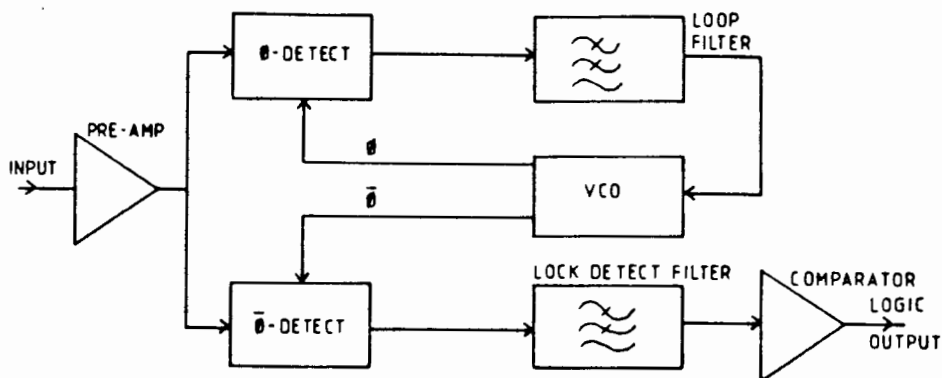 LOOP
FILTER
Ø-DETECT
PRE-AMP
INPUT
Ø
Ø̄
VCO
LOCK DETECT FILTER
COMPARATOR
LOGIC
OUTPUT
Ø̄-DETECT